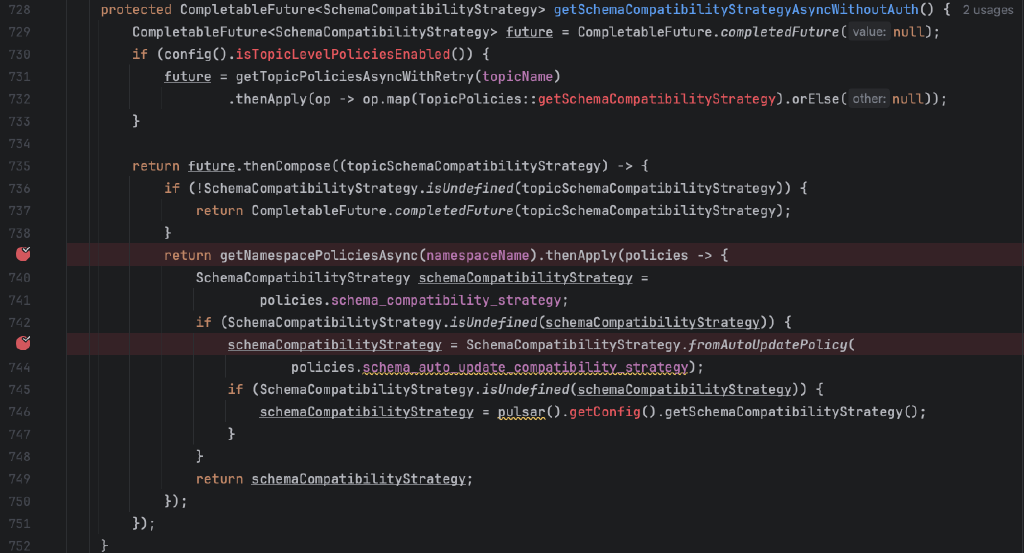 728 protected CompletableFuture<SchemaCompatibilityStrategy> getSchemaCompatibilityStrategyAsyncWithoutAuth() { 2 usages
729 CompletableFuture<SchemaCompatibilityStrategy> future = CompletableFuture.completedFuture( value: null);
730 if (config().isTopicLevelPoliciesEnabled()) {
731 future = getTopicPoliciesAsyncWithRetry(topicName)
732 .thenApply(op -> op.map(TopicPolicies::getSchemaCompatibilityStrategy).orElse( other: null));
733 }
734
735 return future.thenCompose((topicSchemaCompatibilityStrategy) -> {
736 if (!SchemaCompatibilityStrategy.isUndefined(topicSchemaCompatibilityStrategy)) {
737 return CompletableFuture.completedFuture(topicSchemaCompatibilityStrategy);
738 }
return getNamespacePoliciesAsync(namespaceName).thenApply(policies -> {
740 SchemaCompatibilityStrategy schemaCompatibilityStrategy =
741 policies.schema_compatibility_strategy;
742 if (SchemaCompatibilityStrategy.isUndefined(schemaCompatibilityStrategy)) {
schemaCompatibilityStrategy = SchemaCompatibilityStrategy.fromAutoUpdatePolicy(
744 policies.schema_auto_update_compatibility_strategy);
745 if (SchemaCompatibilityStrategy.isUndefined(schemaCompatibilityStrategy)) {
746 schemaCompatibilityStrategy = pulsar().getConfig().getSchemaCompatibilityStrategy();
747 }
748 }
749 return schemaCompatibilityStrategy;
750 });
751 });
752 }